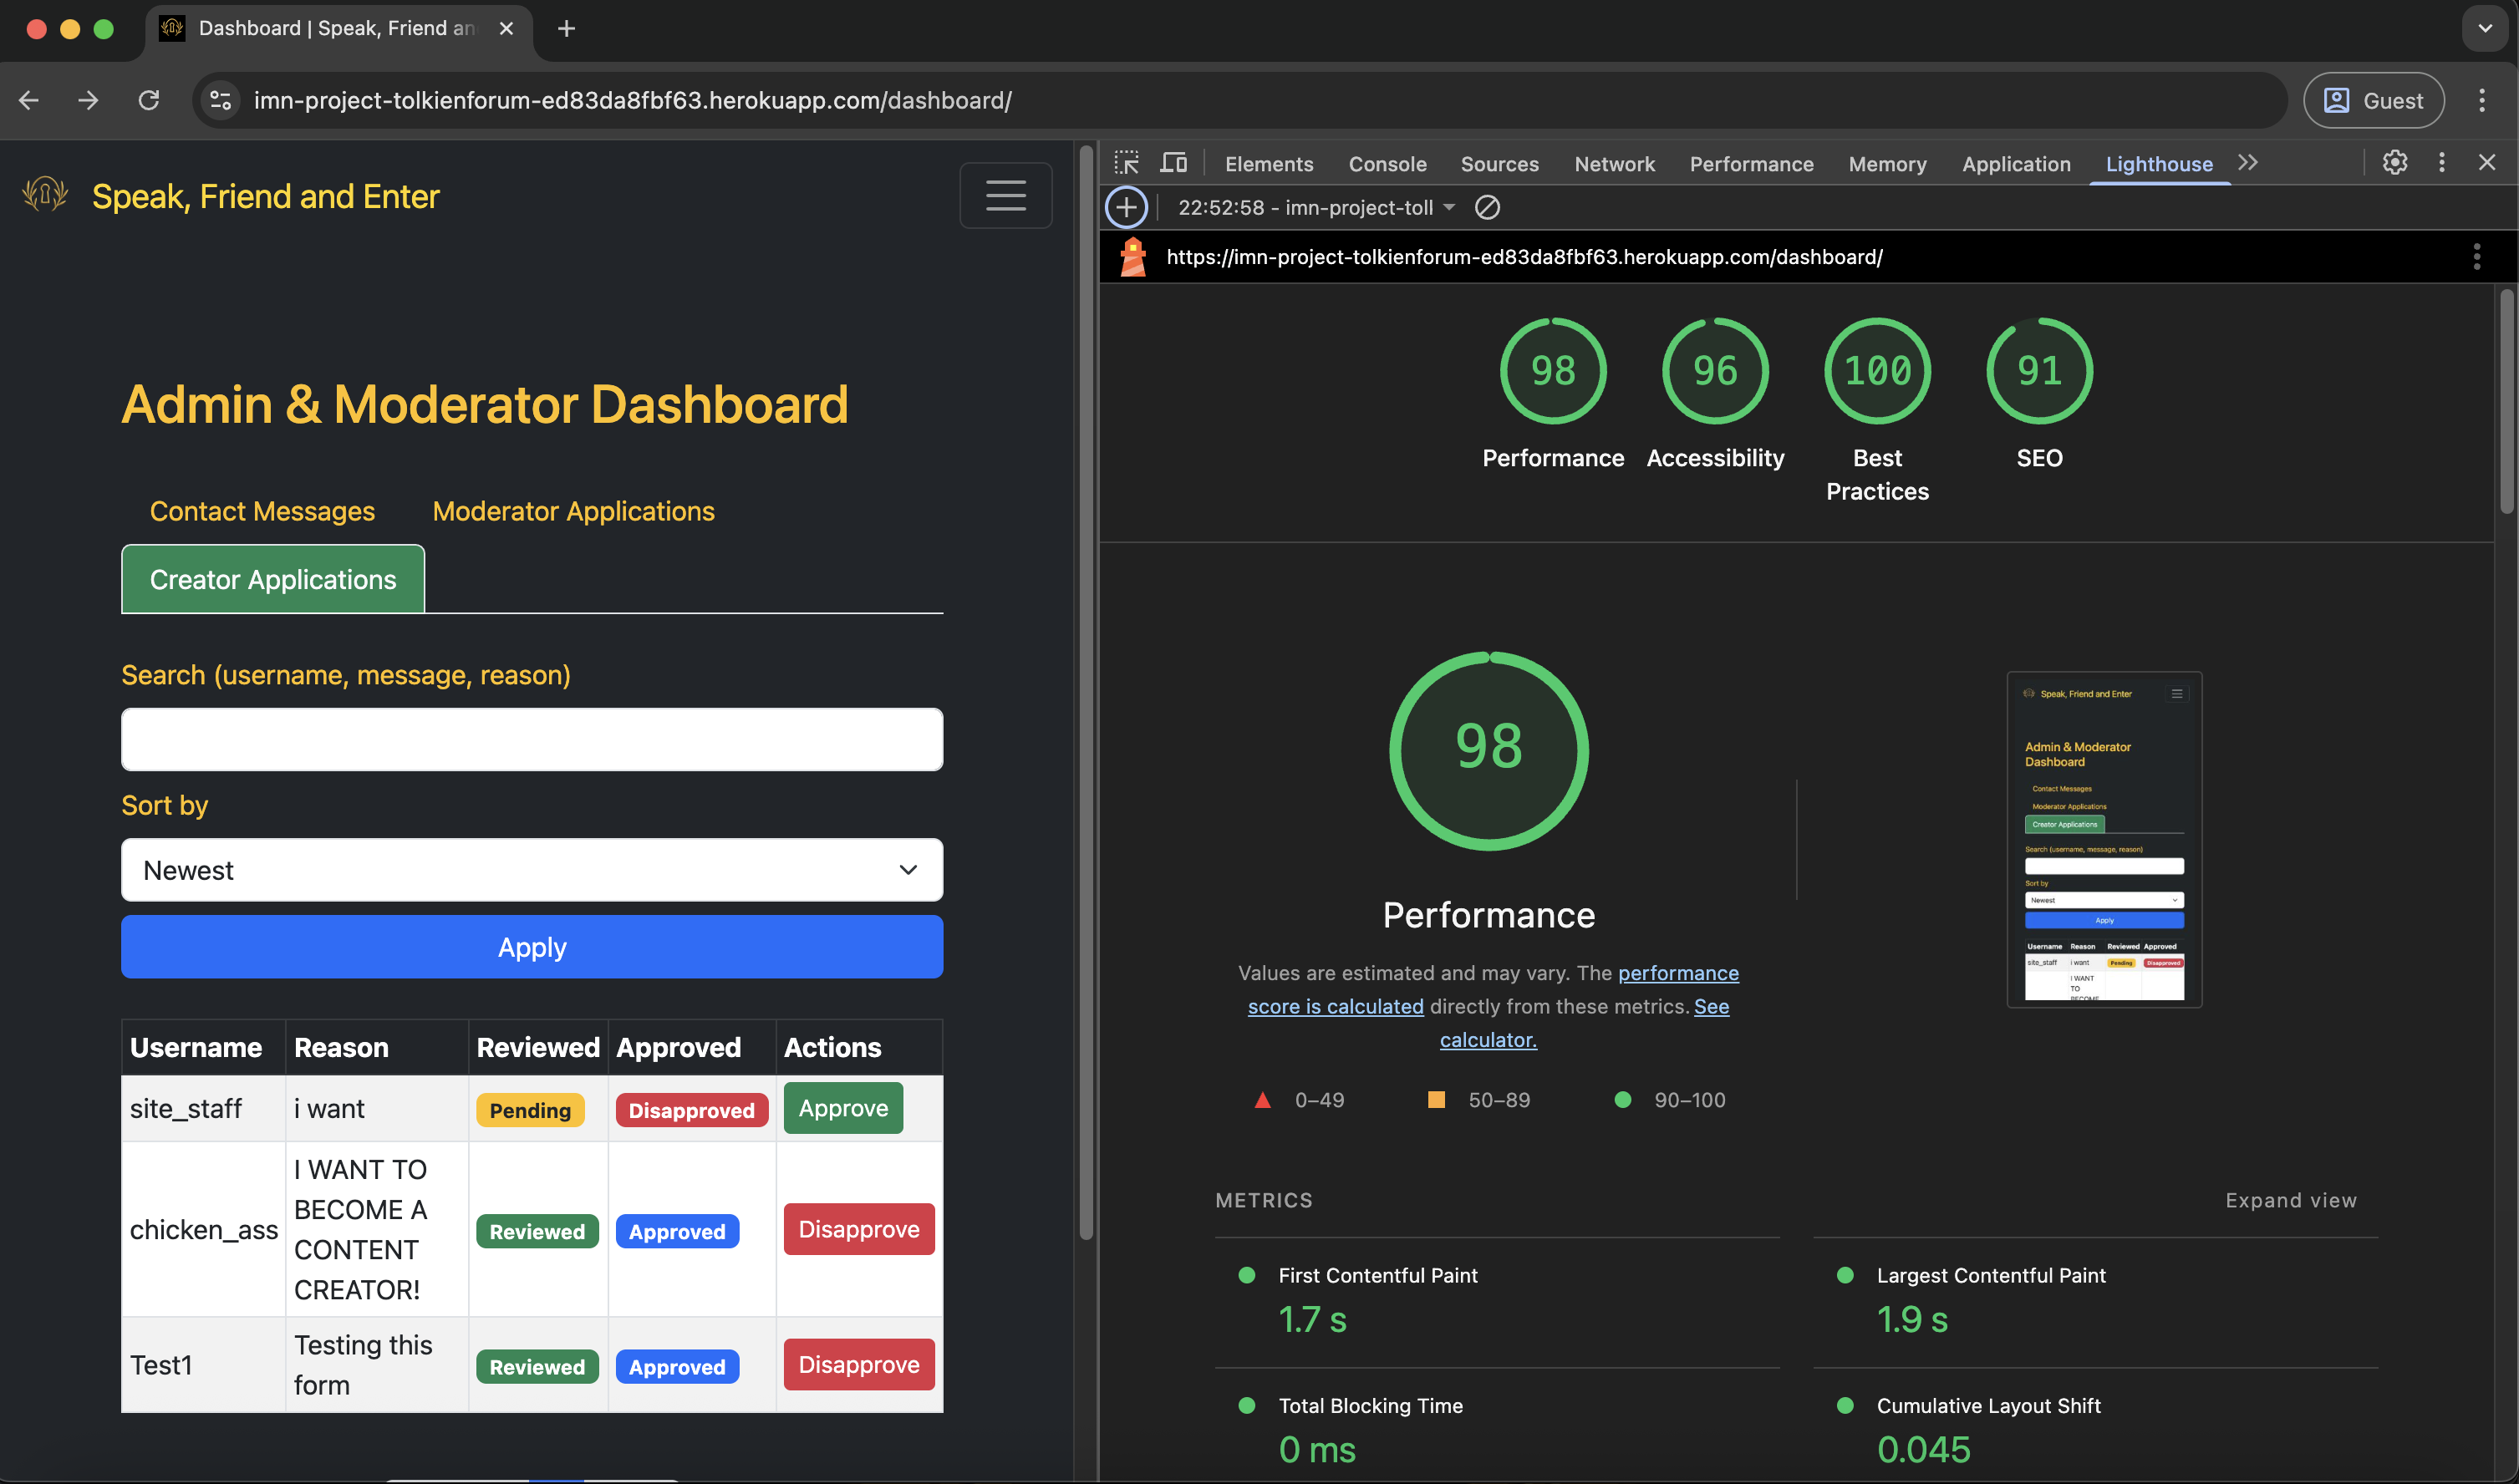 Dashboard | Speak, Friend an
imn-project-tolkienforum-ed83da8fbf63.herokuapp.com/dashboard/
Guest
Speak, Friend and Enter
Admin & Moderator Dashboard
Contact Messages
Moderator Applications
Creator Applications
Search (username, message, reason)
Sort by
Newest
Apply
Username Reason Reviewed Approved Actions
site_staff i want Pending Disapproved Approve
chicken_ass I WANT TO BECOME A CONTENT CREATOR! Reviewed Approved Disapprove
Test1 Testing this form Reviewed Approved Disapprove
Elements Console Sources Network Performance Memory Application Lighthouse
22:52:58 - imn-project-toll
https://imn-project-tolkienforum-ed83da8fbf63.herokuapp.com/dashboard/
98 96 100 91
Performance Accessibility Best Practices SEO
98
Performance
Values are estimated and may vary. The performance
score is calculated directly from these metrics. See
calculator.
0–49 50–89 90–100
Speak, Friend and Enter
Admin & Moderator
Dashboard
Contact Messages
Moderator Applications
Creator Applications
Search (username, message, reason)
Sort by
Newest
Apply
Username Reason Reviewed Approved
site_staff i want Pending Disapproved
I WANT
TO
BECOME
METRICS
Expand view
First Contentful Paint
1.7 s
Largest Contentful Paint
1.9 s
Total Blocking Time
0 ms
Cumulative Layout Shift
0.045